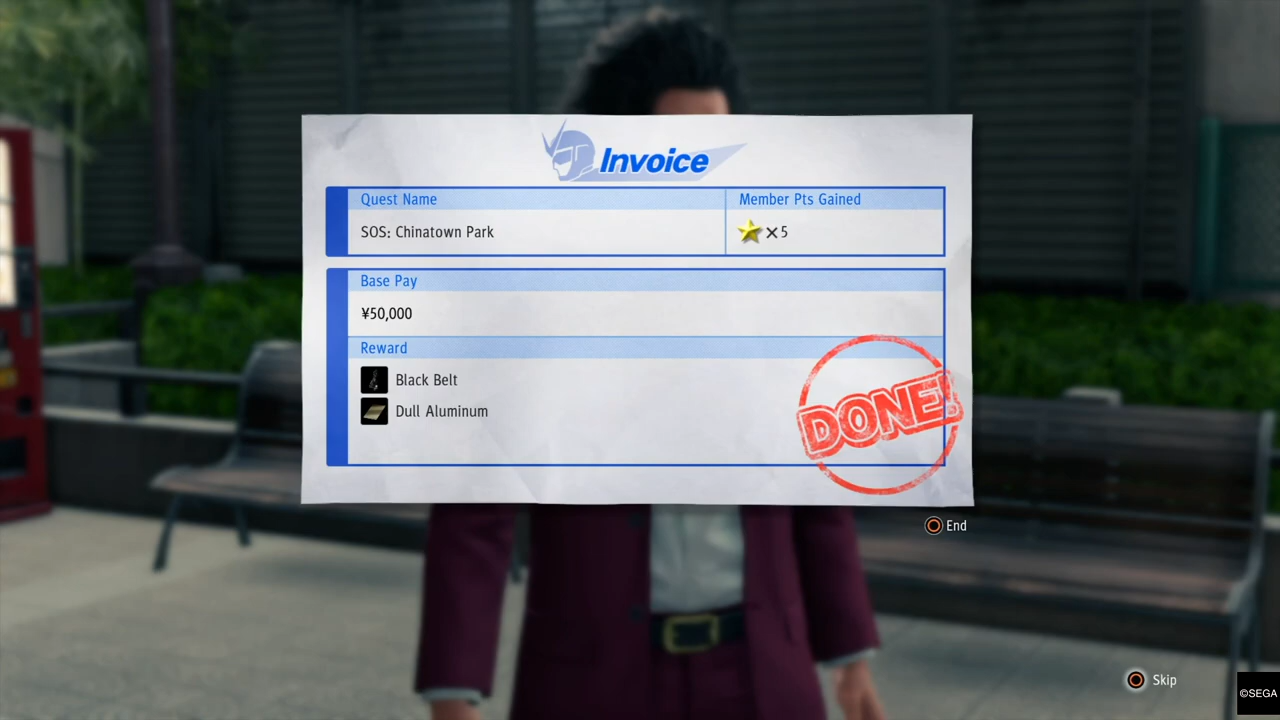 Invoice
Quest Name
Member Pts Gained
SOS: Chinatown Park
×5
Base Pay
¥50,000
Reward
Black Belt
Dull Aluminum
DONE!
End
Skip
©SEGA